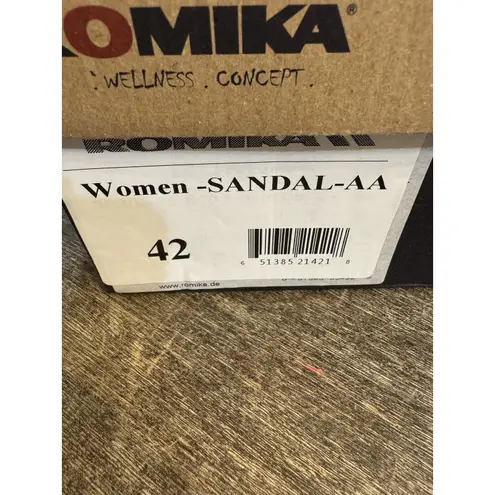 ROMIKA®
: WELLNESS . CONCEPT .
ROMIKA
Women -SANDAL-AA
42
6 51385 21421 8
www.romika.de